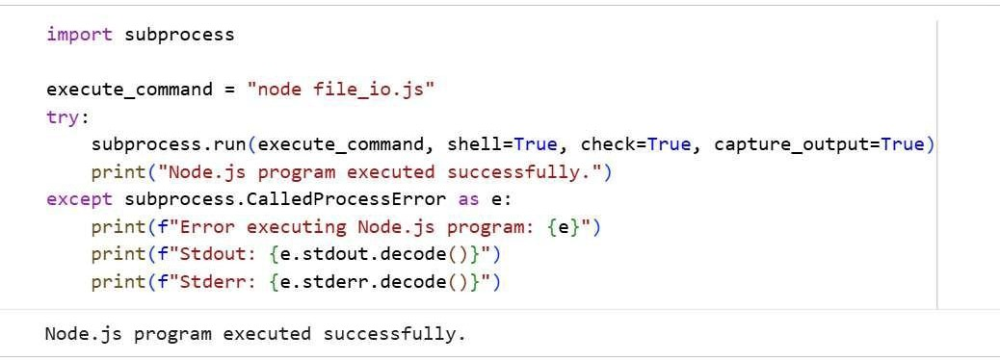 import subprocess
execute_command = "node file_io.js"
try:
    subprocess.run(execute_command, shell=True, check=True, capture_output=True)
    print("Node.js program executed successfully.")
except subprocess.CalledProcessError as e:
    print(f"Error executing Node.js program: {e}")
    print(f"Stdout: {e.stdout.decode()}")
    print(f"Stderr: {e.stderr.decode()}")
Node.js program executed successfully.